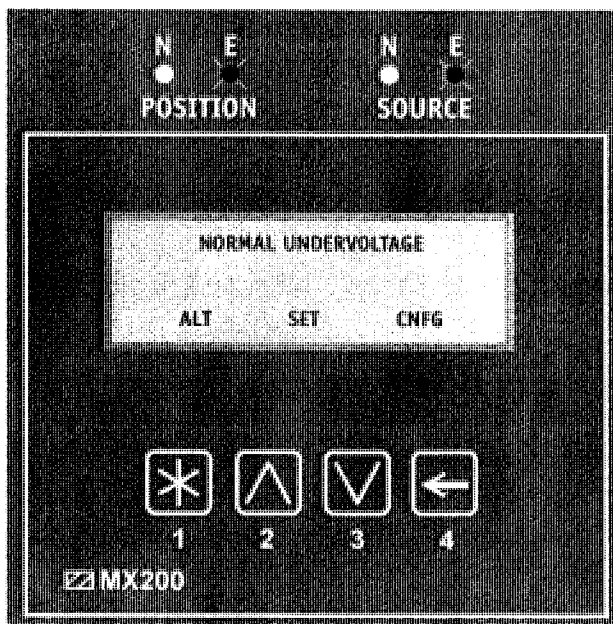 N E N E
POSITION SOURCE
NORMAL UNDERVOLTAGE
ALT SET CNFG
1 2 3 4
MX200